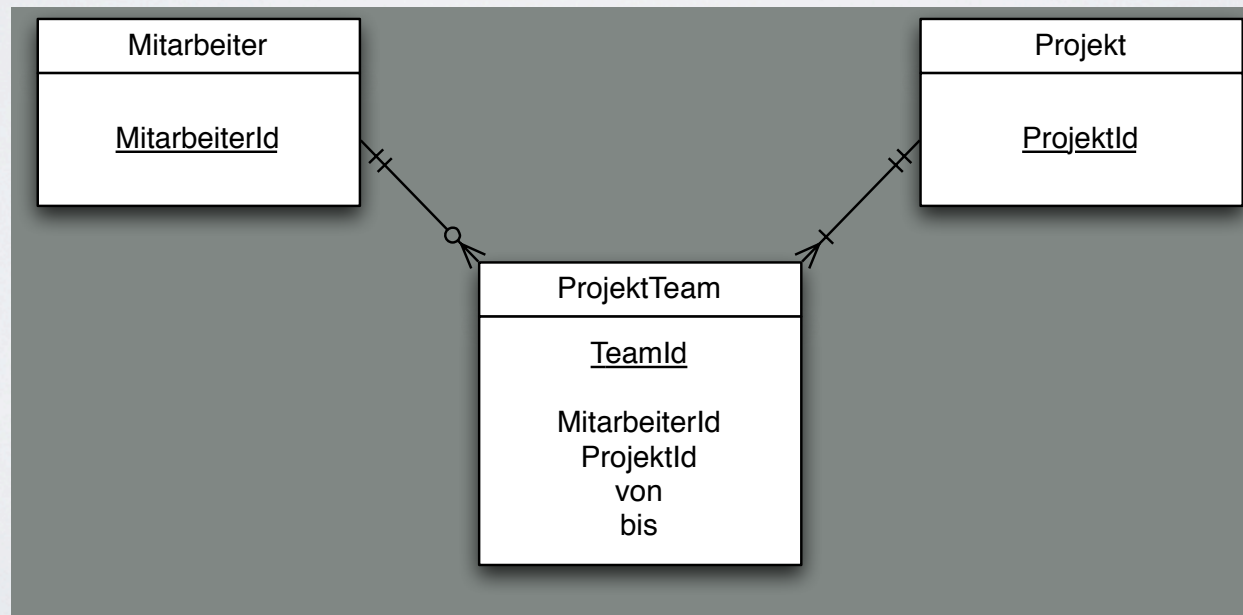 Mitarbeiter
MitarbeiterId
Projekt
ProjektId
ProjektTeam
TeamId
MitarbeiterId
ProjektId
von
bis